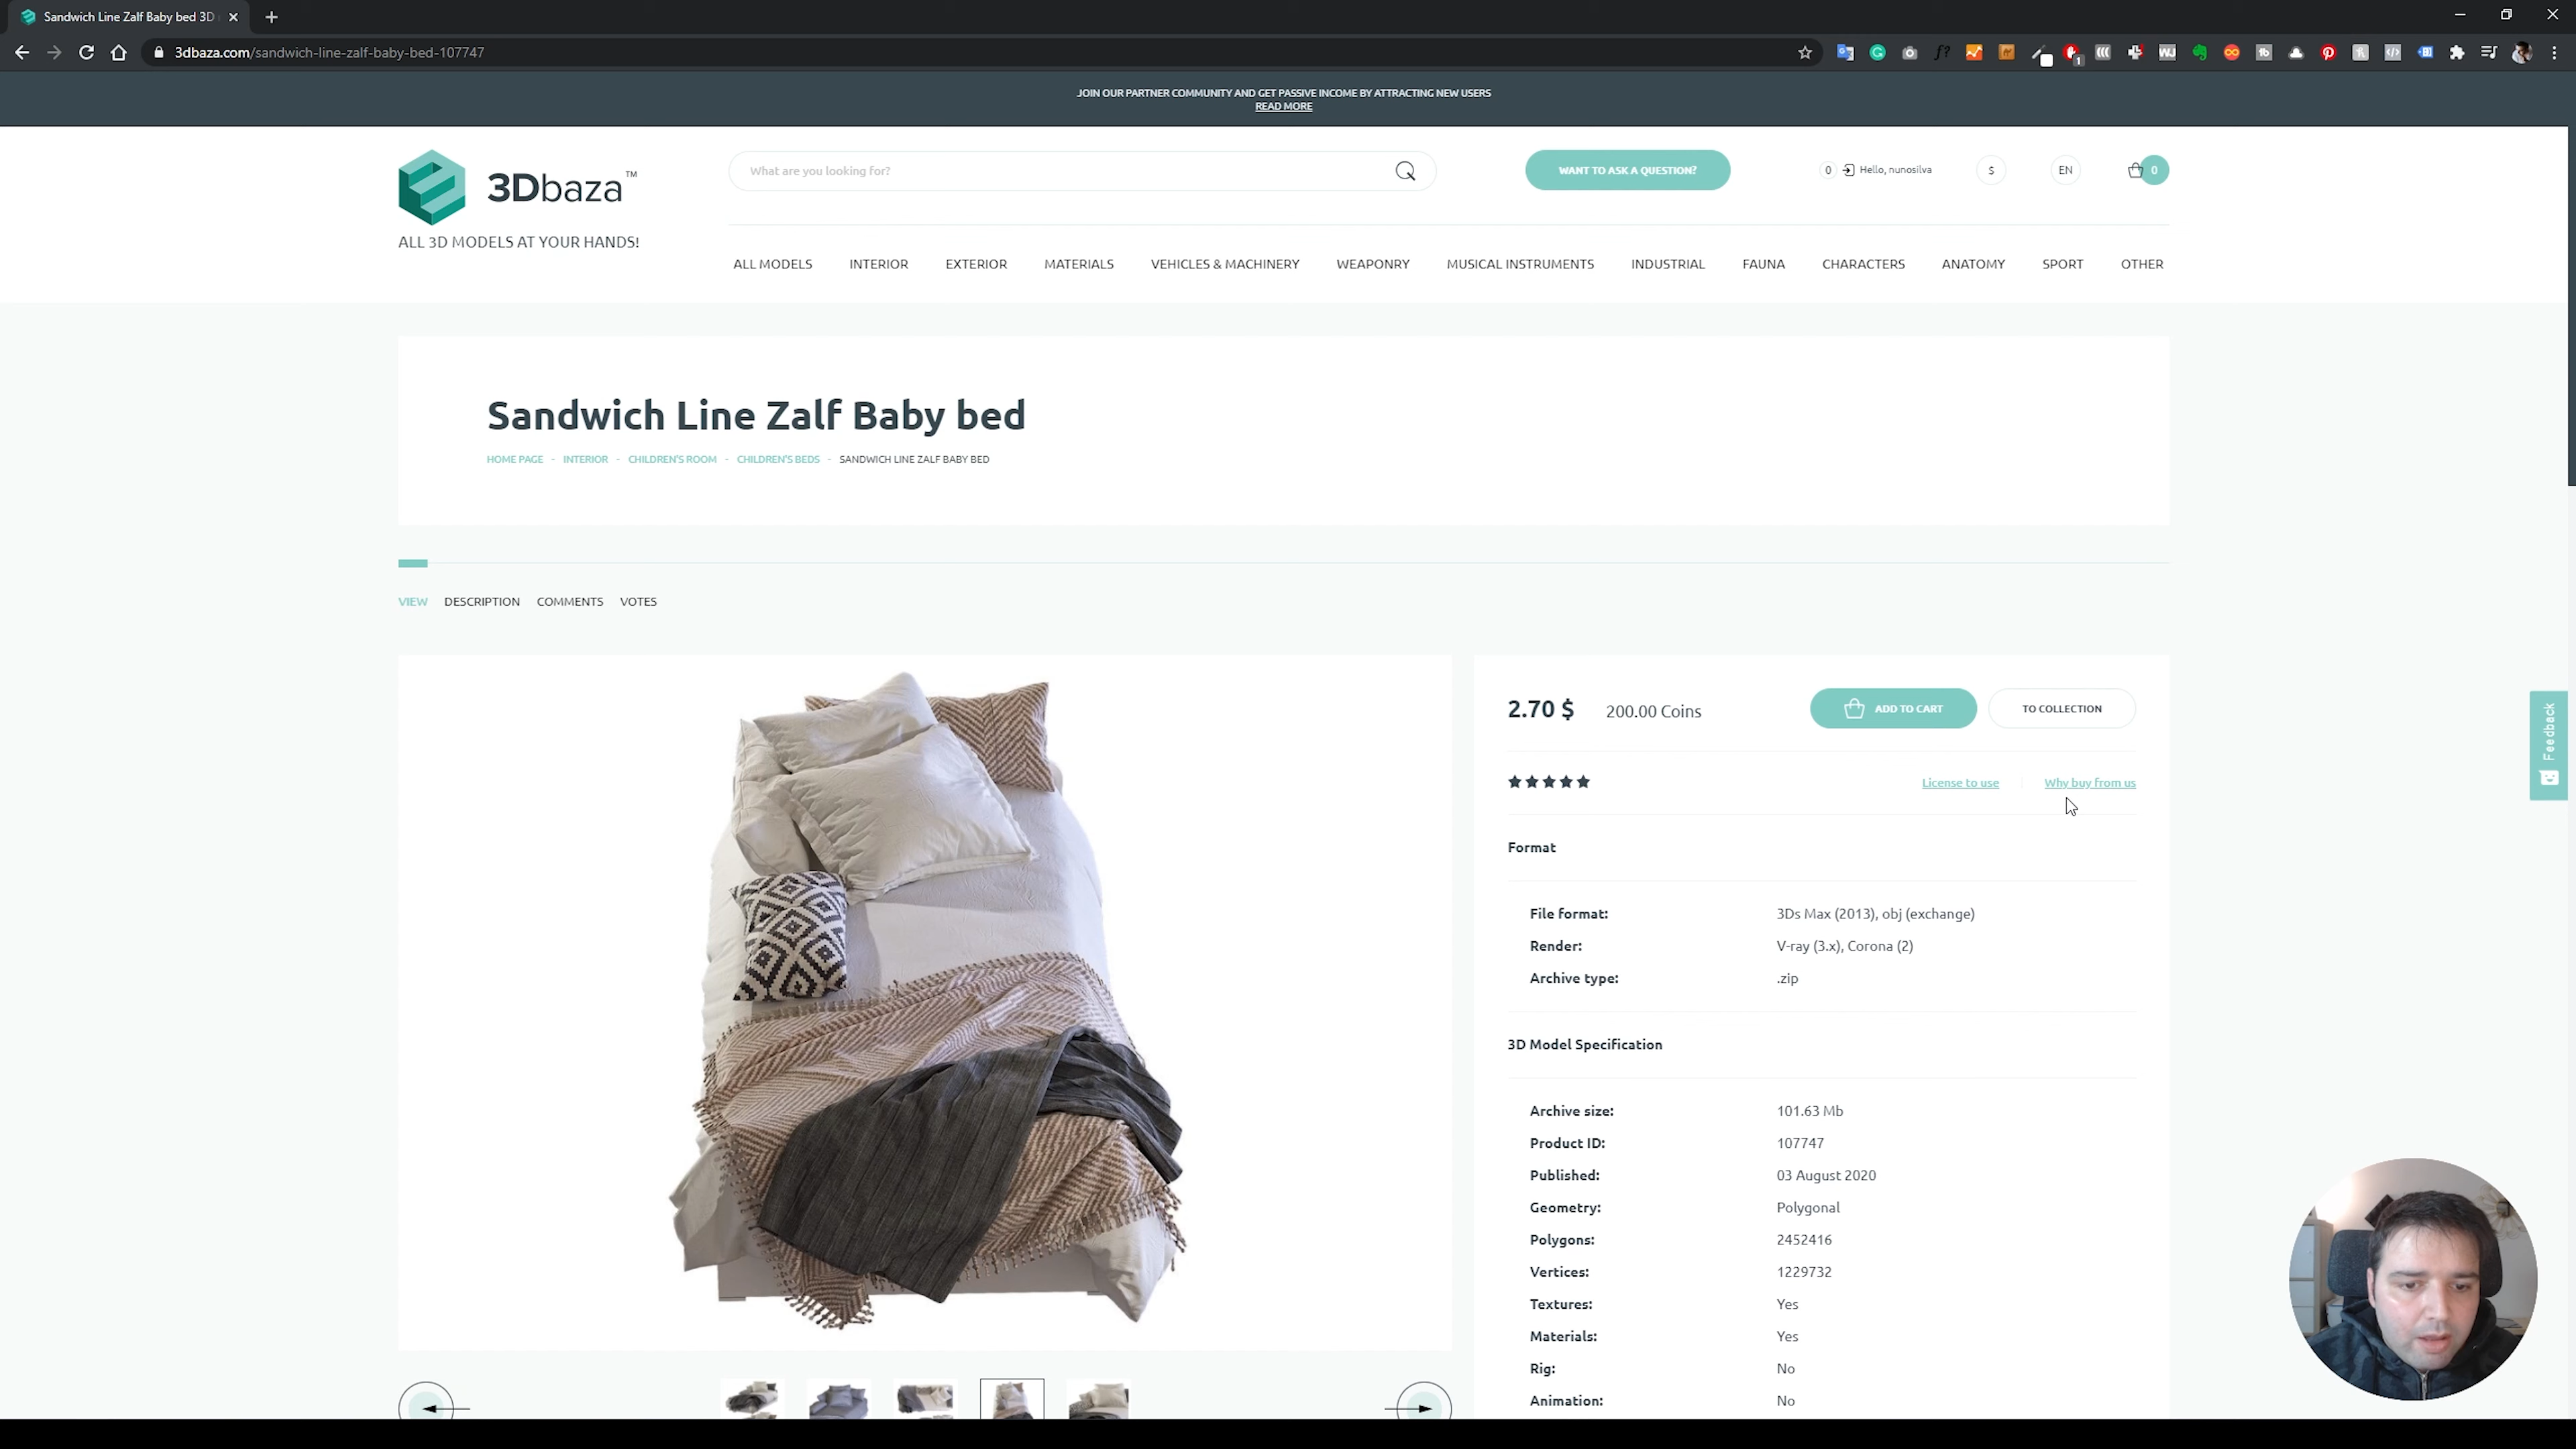 Sandwich Line Zalf Baby bed 3D
3dbaza.com/sandwich-line-zalf-baby-bed-107747
JOIN OUR PARTNER COMMUNITY AND GET PASSIVE INCOME BY ATTRACTING NEW USERS
READ MORE
3Dbaza™
ALL 3D MODELS AT YOUR HANDS!
What are you looking for?
WANT TO ASK A QUESTION?
0 Hello, nunosilva
$
EN
0
ALL MODELS INTERIOR EXTERIOR MATERIALS VEHICLES & MACHINERY WEAPONRY MUSICAL INSTRUMENTS INDUSTRIAL FAUNA CHARACTERS ANATOMY SPORT OTHER
Sandwich Line Zalf Baby bed
HOME PAGE - INTERIOR - CHILDREN'S ROOM - CHILDREN'S BEDS - SANDWICH LINE ZALF BABY BED
VIEW DESCRIPTION COMMENTS VOTES
2.70 $ 200.00 Coins ADD TO CART TO COLLECTION
License to use Why buy from us
Feedback
Format
File format: 3Ds Max (2013), obj (exchange)
Render: V-ray (3.x), Corona (2)
Archive type: .zip
3D Model Specification
Archive size: 101.63 Mb
Product ID: 107747
Published: 03 August 2020
Geometry: Polygonal
Polygons: 2452416
Vertices: 1229732
Textures: Yes
Materials: Yes
Rig: No
Animation: No